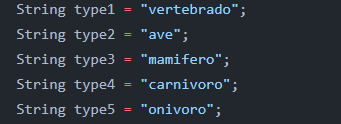 String type1 = "vertebrado";
String type2 = "ave";
String type3 = "mamifero";
String type4 = "carnivoro";
String type5 = "onivoro";